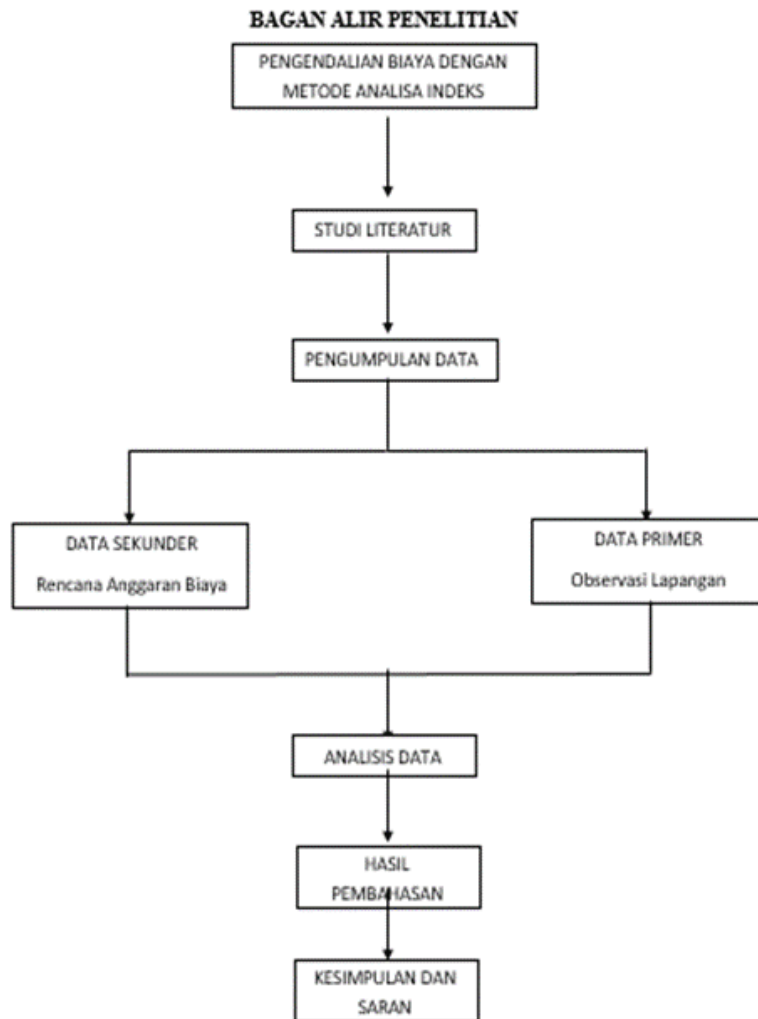 BAGAN ALIR PENELITIAN
PENGENDALIAN BIAYA DENGAN
METODE ANALISA INDEKS
STUDI LITERATUR
PENGUMPULAN DATA
DATA SEKUNDER
Rencana Anggaran Biaya
DATA PRIMER
Observasi Lapangan
ANALISIS DATA
HASIL
PEMBAHASAN
KESIMPULAN DAN
SARAN